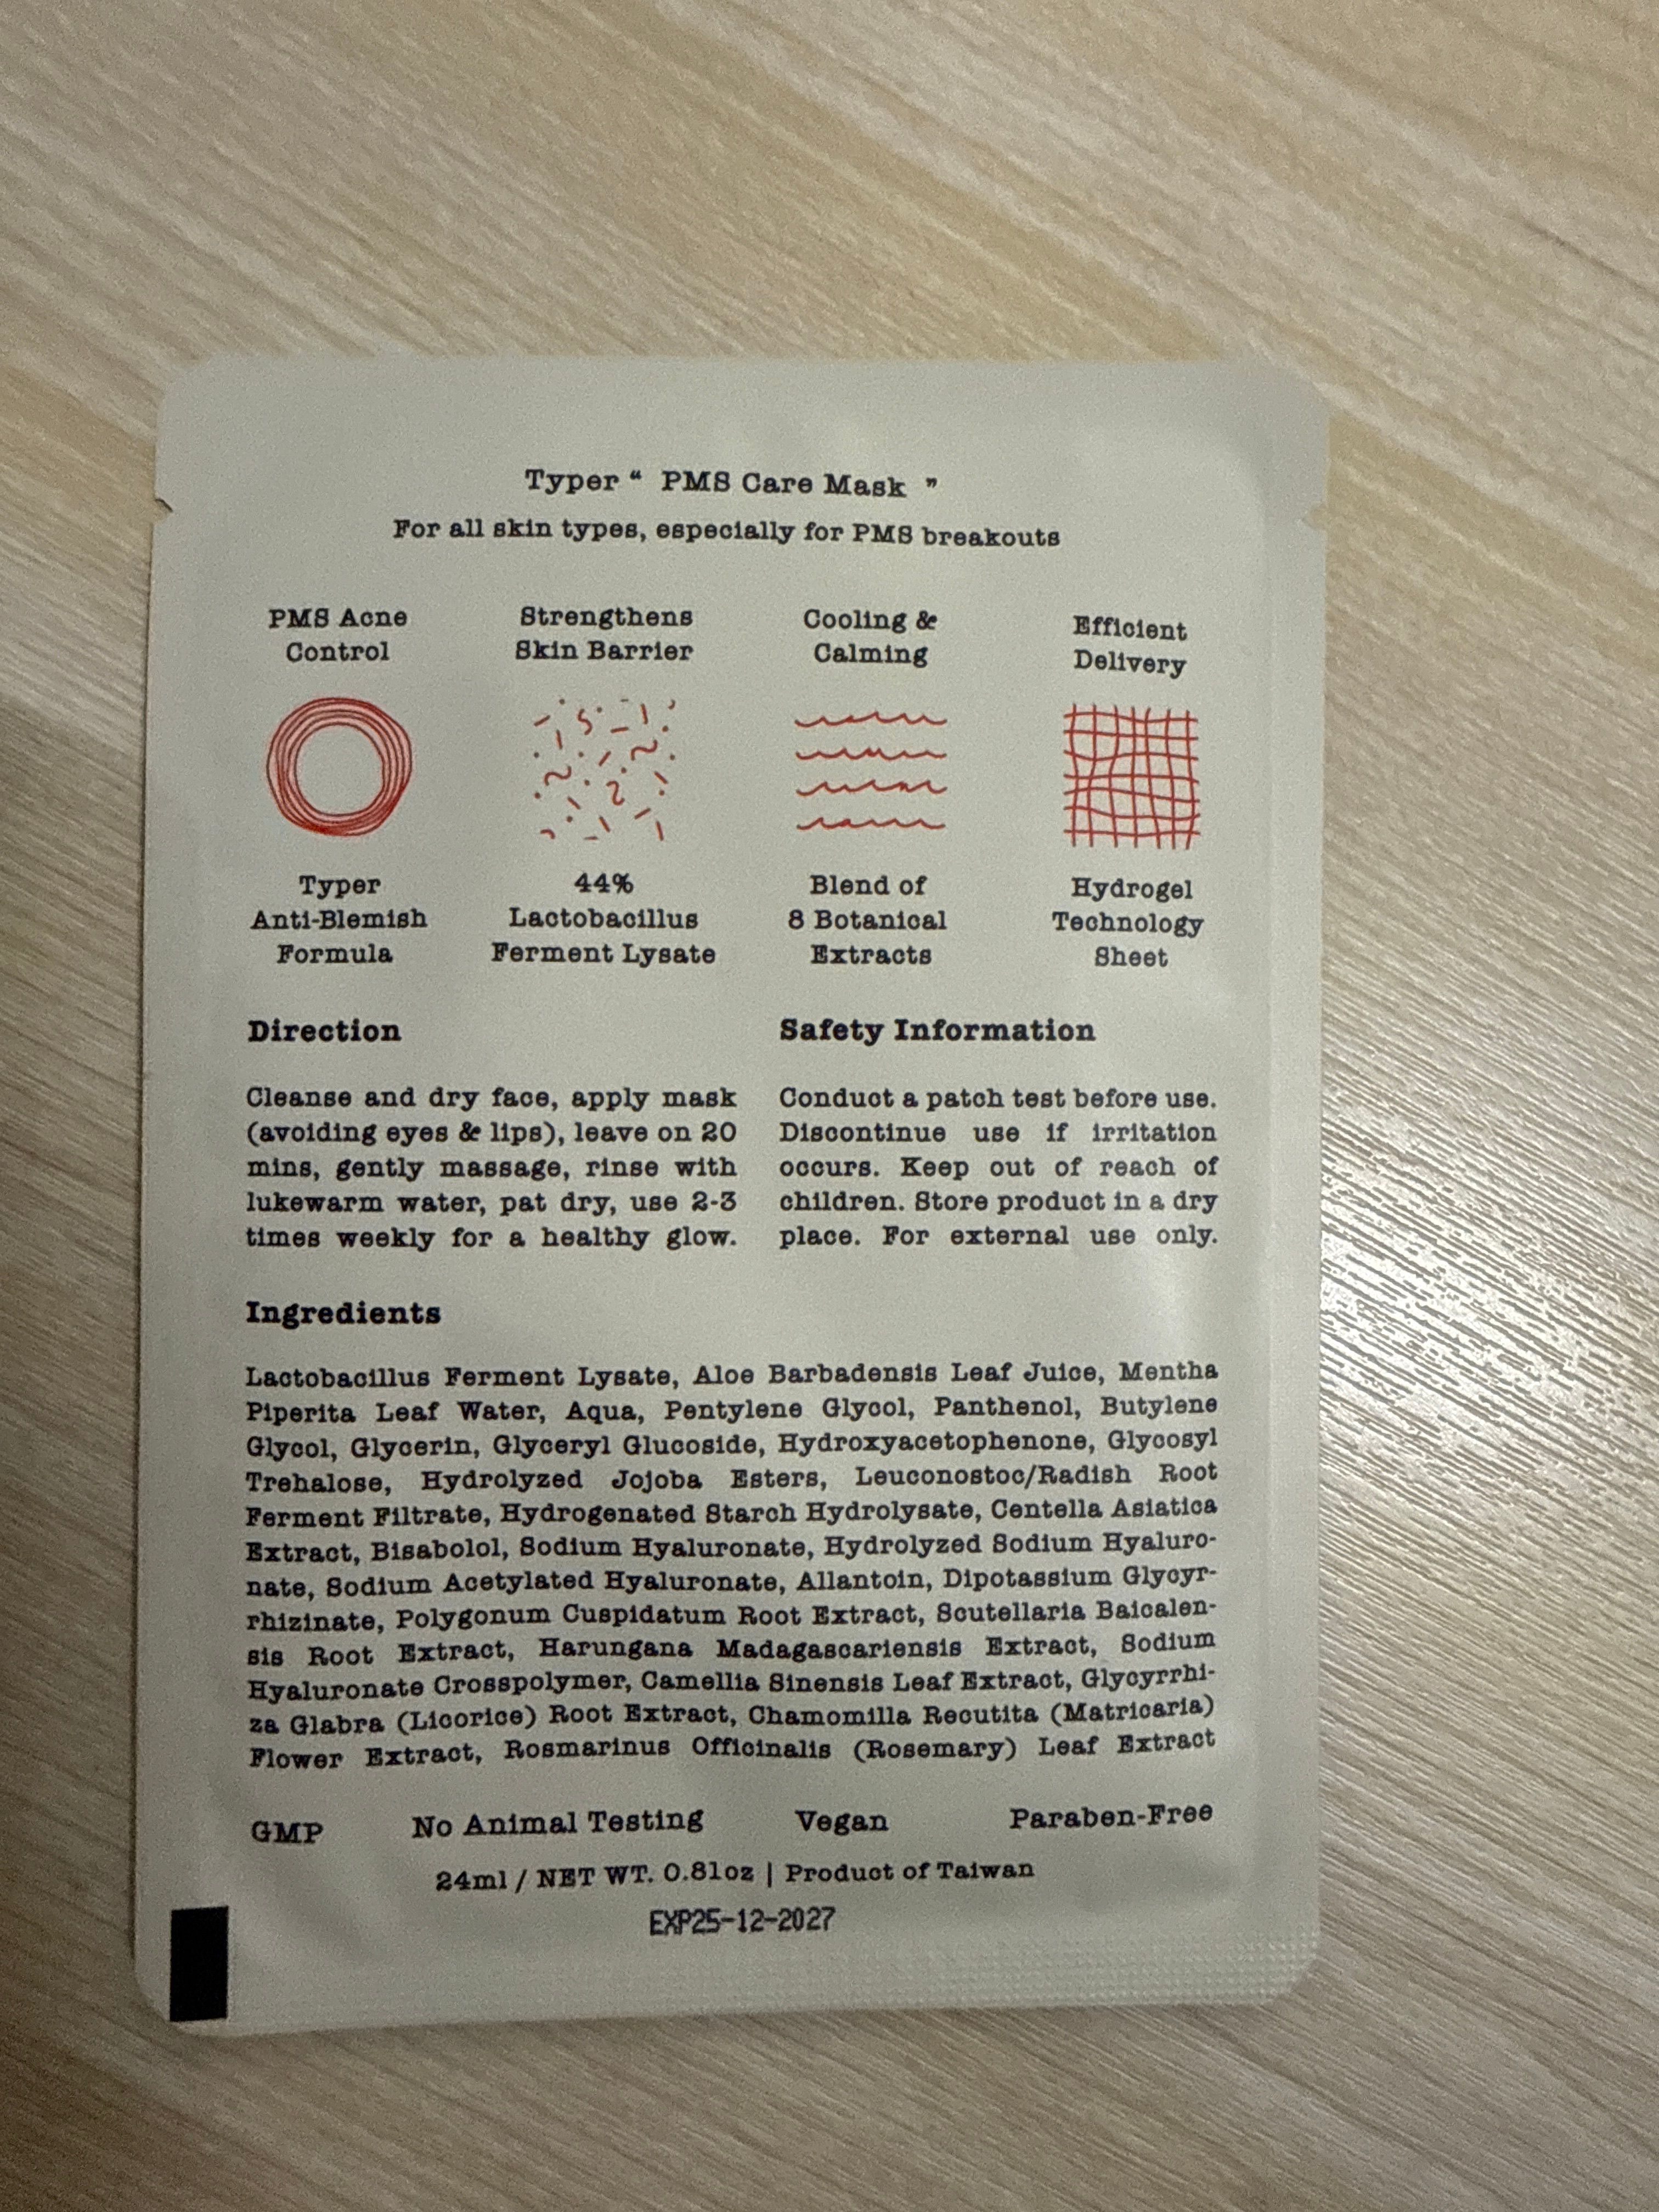 Typer “ PMS Care Mask ”
For all skin types, especially for PMS breakouts
PMS Acne
Control
Strengthens
Skin Barrier
Cooling &
Calming
Efficient
Delivery
Typer
Anti-Blemish
Formula
44%
Lactobacillus
Ferment Lysate
Blend of
8 Botanical
Extracts
Hydrogel
Technology
Sheet
Direction
Cleanse and dry face, apply mask
(avoiding eyes & lips), leave on 20
mins, gently massage, rinse with
lukewarm water, pat dry, use 2-3
times weekly for a healthy glow.
Safety Information
Conduct a patch test before use.
Discontinue use if irritation
occurs. Keep out of reach of
children. Store product in a dry
place. For external use only.
Ingredients
Lactobacillus Ferment Lysate, Aloe Barbadensis Leaf Juice, Mentha
Piperita Leaf Water, Aqua, Pentylene Glycol, Panthenol, Butylene
Glycol, Glycerin, Glyceryl Glucoside, Hydroxyacetophenone, Glycosyl
Trehalose, Hydrolyzed Jojoba Esters, Leuconostoc/Radish Root
Ferment Filtrate, Hydrogenated Starch Hydrolysate, Centella Asiatica
Extract, Bisabolol, Sodium Hyaluronate, Hydrolyzed Sodium Hyaluro-
nate, Sodium Acetylated Hyaluronate, Allantoin, Dipotassium Glycyr-
rhizinate, Polygonum Cuspidatum Root Extract, Scutellaria Baicalen-
sis Root Extract, Harungana Madagascariensis Extract, Sodium
Hyaluronate Crosspolymer, Camellia Sinensis Leaf Extract, Glycyrrhi-
za Glabra (Licorice) Root Extract, Chamomilla Recutita (Matricaria)
Flower Extract, Rosmarinus Officinalis (Rosemary) Leaf Extract
GMP No Animal Testing Vegan Paraben-Free
24ml / NET WT. 0.81oz | Product of Taiwan
EXP25-12-2027